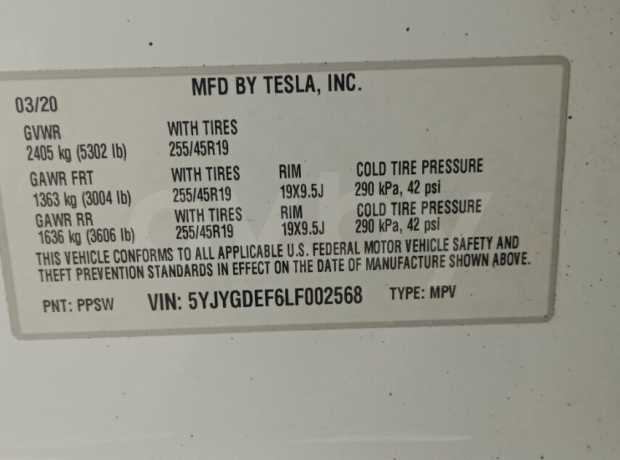 MFD BY TESLA, INC.
03/20
GVWR WITH TIRES
2405 kg (5302 lb) 255/45R19
GAWR FRT WITH TIRES RIM COLD TIRE PRESSURE
1363 kg (3004 lb) 255/45R19 19X9.5J 290 kPa, 42 psi
GAWR RR WITH TIRES RIM COLD TIRE PRESSURE
1636 kg (3606 lb) 255/45R19 19X9.5J 290 kPa, 42 psi
THIS VEHICLE CONFORMS TO ALL APPLICABLE U.S. FEDERAL MOTOR VEHICLE SAFETY AND
THEFT PREVENTION STANDARDS IN EFFECT ON THE DATE OF MANUFACTURE SHOWN ABOVE.
PNT: PPSW VIN: 5YJYGDEF6LF002568 TYPE: MPV